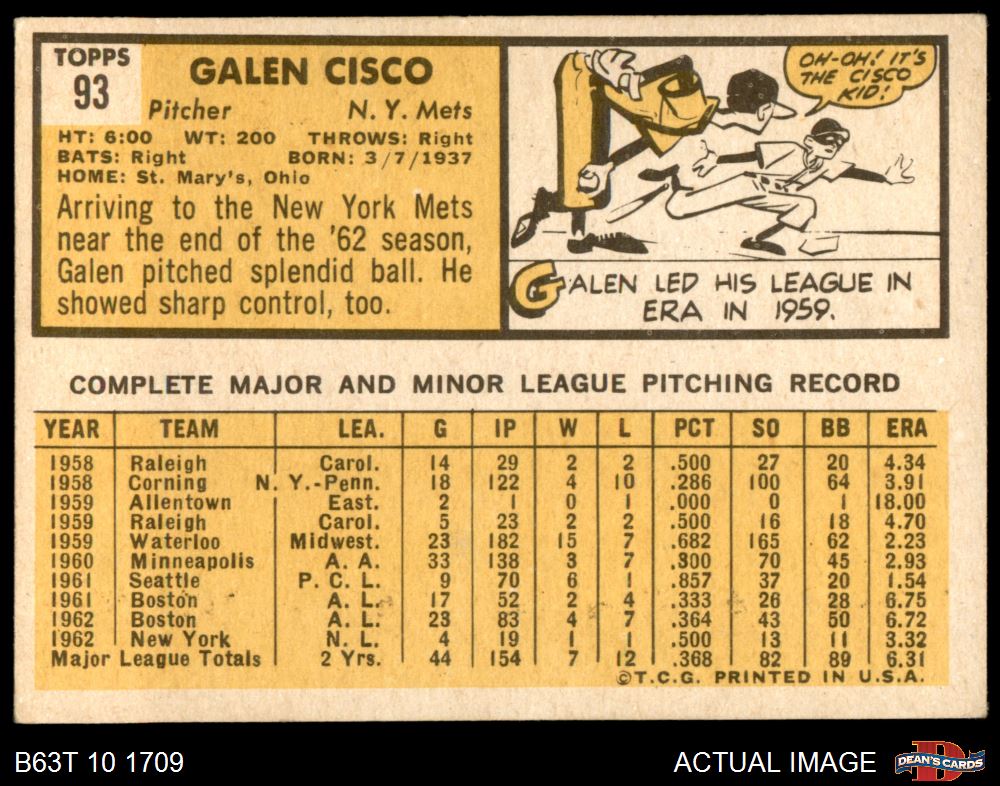 TOPPS
93
GALEN CISCO
Pitcher N. Y. Mets
HT: 6:00 WT: 200 THROWS: Right
BATS: Right BORN: 3/7/1937
HOME: St. Mary's, Ohio
Arriving to the New York Mets
near the end of the '62 season,
Galen pitched splendid ball. He
showed sharp control, too.
OH-OH! IT'S
THE CISCO
KID!
GALEN LED HIS LEAGUE IN
ERA IN 1959.
COMPLETE MAJOR AND MINOR LEAGUE PITCHING RECORD
YEAR TEAM LEA. G IP W L PCT SO BB ERA
1958 Raleigh Carol. 14 29 2 2 .500 27 20 4.34
1958 Corning N. Y.-Penn. 18 122 4 10 .286 100 64 3.91
1959 Allentown East. 2 1 0 1 .000 0 1 18.00
1959 Raleigh Carol. 5 23 2 2 .500 16 18 4.70
1959 Waterloo Midwest. 23 182 15 7 .682 165 62 2.23
1960 Minneapolis A. A. 33 138 3 7 .300 70 45 2.93
1961 Seattle P. C. L. 9 70 6 1 .857 37 20 1.54
1961 Boston A. L. 17 52 2 4 .333 26 28 6.75
1962 Boston A. L. 23 83 4 7 .364 43 50 6.72
1962 New York N. L. 4 19 1 1 .500 13 11 3.32
Major League Totals 2 Yrs. 44 154 7 12 .368 82 89 6.31
©T.C.G. PRINTED IN U.S.A.
B63T 10 1709 ACTUAL IMAGE DEAN'S CARDS